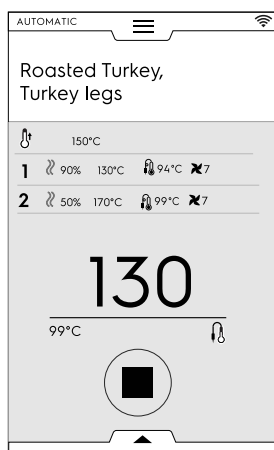 AUTOMATIC
Roasted Turkey,
Turkey legs
150°C
1 90% 130°C 94°C 7
2 50% 170°C 99°C 7
130
99°C